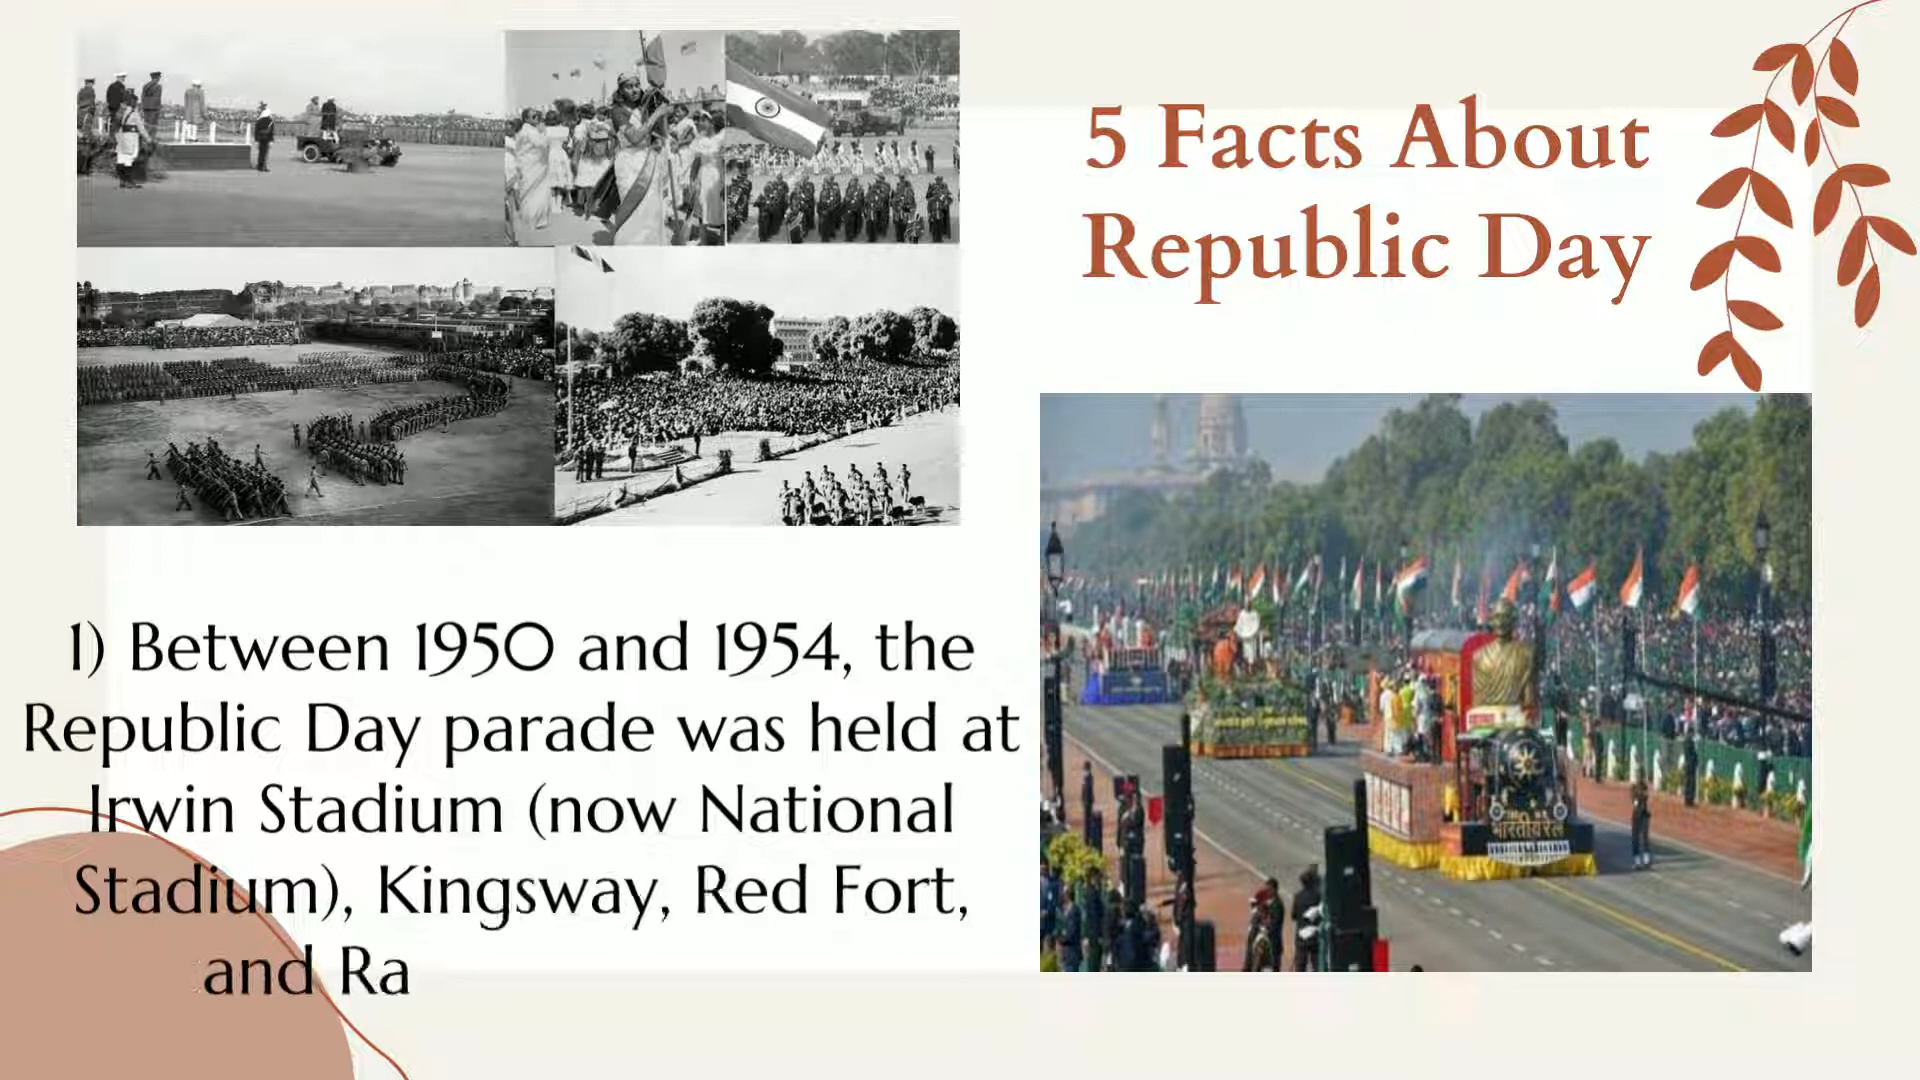 5 Facts About
Republic Day
1) Between 1950 and 1954, the
Republic Day parade was held at
Irwin Stadium (now National
Stadium), Kingsway, Red Fort,
and Ra
भारतीय रेल